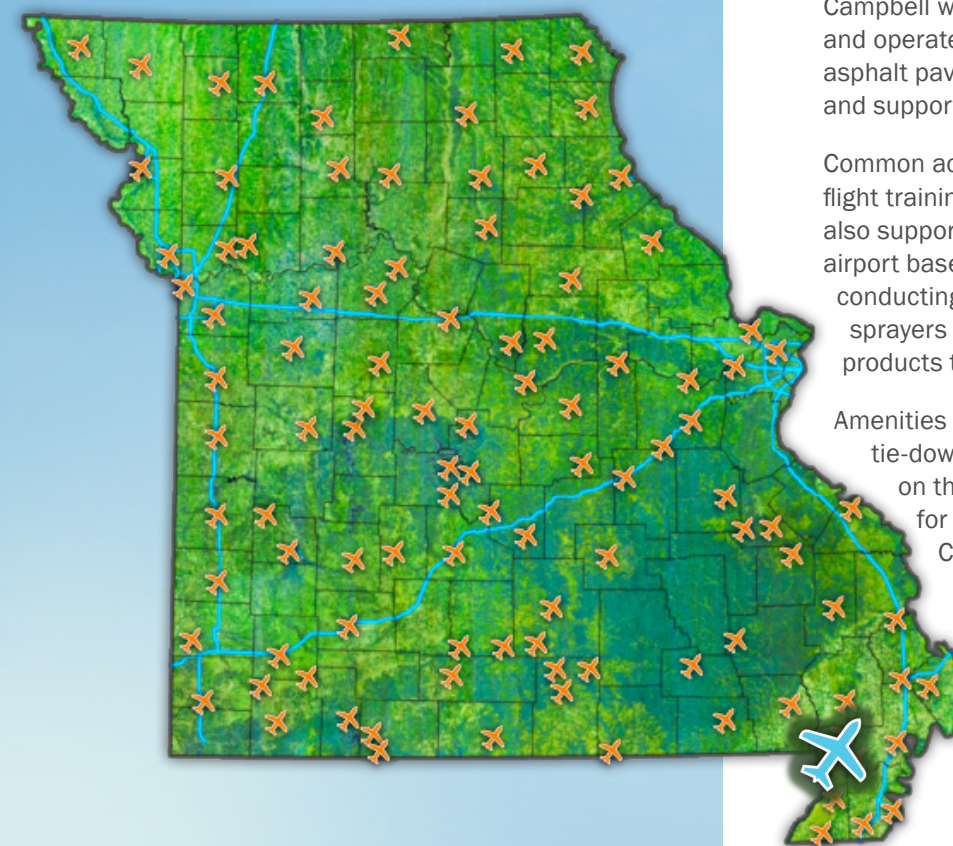 Campbell w
and operate
asphalt pav
and suppor
Common ac
flight trainin
also suppor
airport base
conducting
sprayers
products t
Amenities
tie-dow
on th
for
C